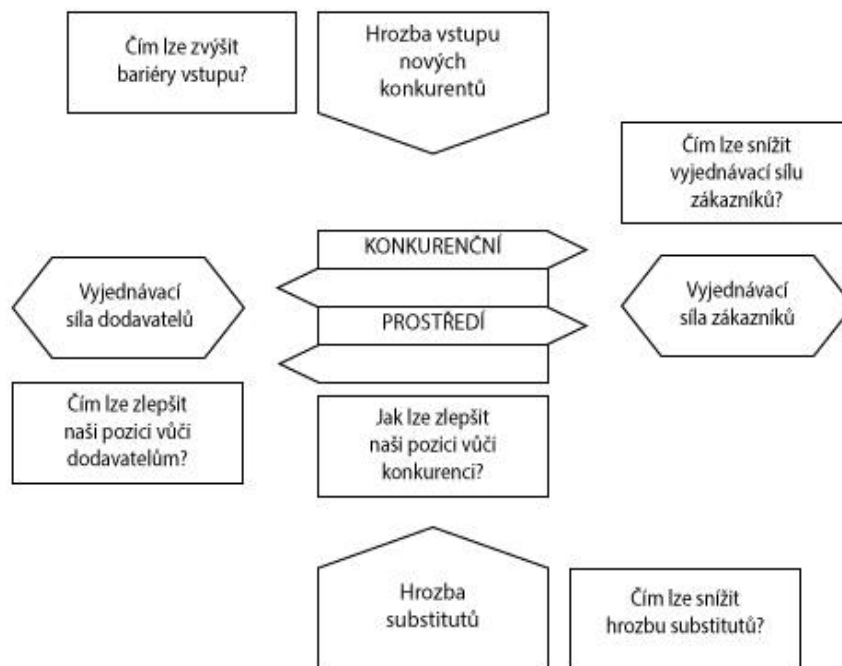 Čím lze zvýšit
bariéry vstupu?
Hrozba vstupu
nových
konkurentů
Čím lze snížit
vyjednávací sílu
zákazníků?
KONKURENČNÍ
Vyjednávací
síla dodavatelů
PROSTŘEDÍ
Vyjednávací
síla zákazníků
Čím lze zlepšit
naši pozici vůči
dodavatelům?
Jak lze zlepšit
naši pozici vůči
konkurenci?
Hrozba
substitutů
Čím lze snížit
hrozbu substitutů?